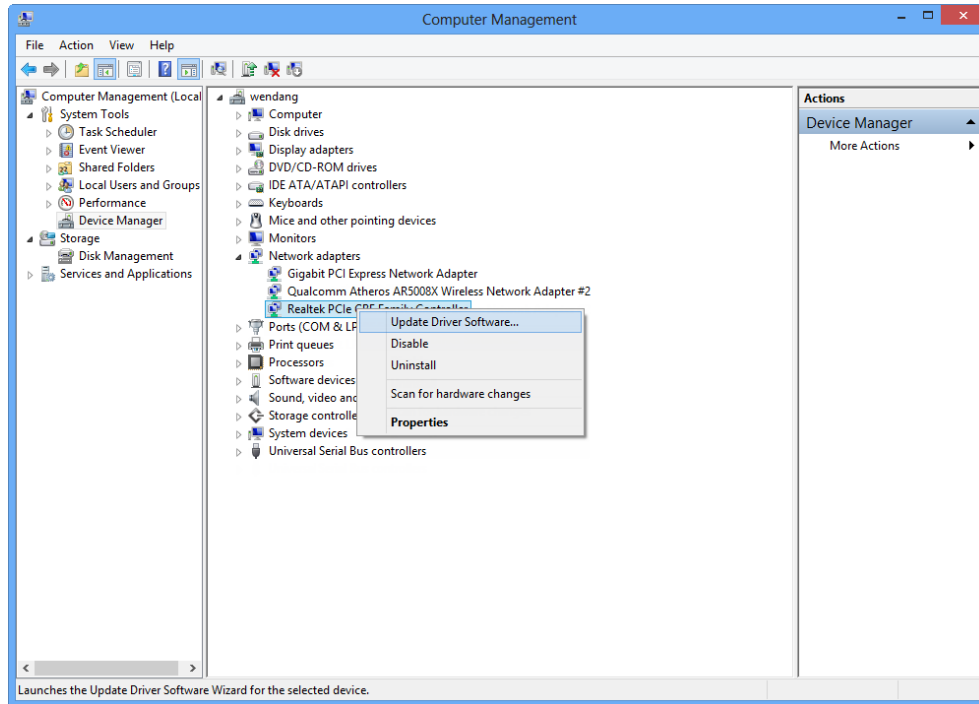 Computer Management
File Action View Help
Computer Management (Local
System Tools
Task Scheduler
Event Viewer
Shared Folders
Local Users and Groups
Performance
Device Manager
Storage
Disk Management
Services and Applications
wendang
Computer
Disk drives
Display adapters
DVD/CD-ROM drives
IDE ATA/ATAPI controllers
Keyboards
Mice and other pointing devices
Monitors
Network adapters
Gigabit PCI Express Network Adapter
Qualcomm Atheros AR5008X Wireless Network Adapter #2
Realtek PCIe GBE Family Controller
Ports (COM & LP
Print queues
Processors
Software devices
Sound, video and
Storage controlle
System devices
Universal Serial Bus controllers
Update Driver Software...
Disable
Uninstall
Scan for hardware changes
Properties
Actions
Device Manager
More Actions
Launches the Update Driver Software Wizard for the selected device.